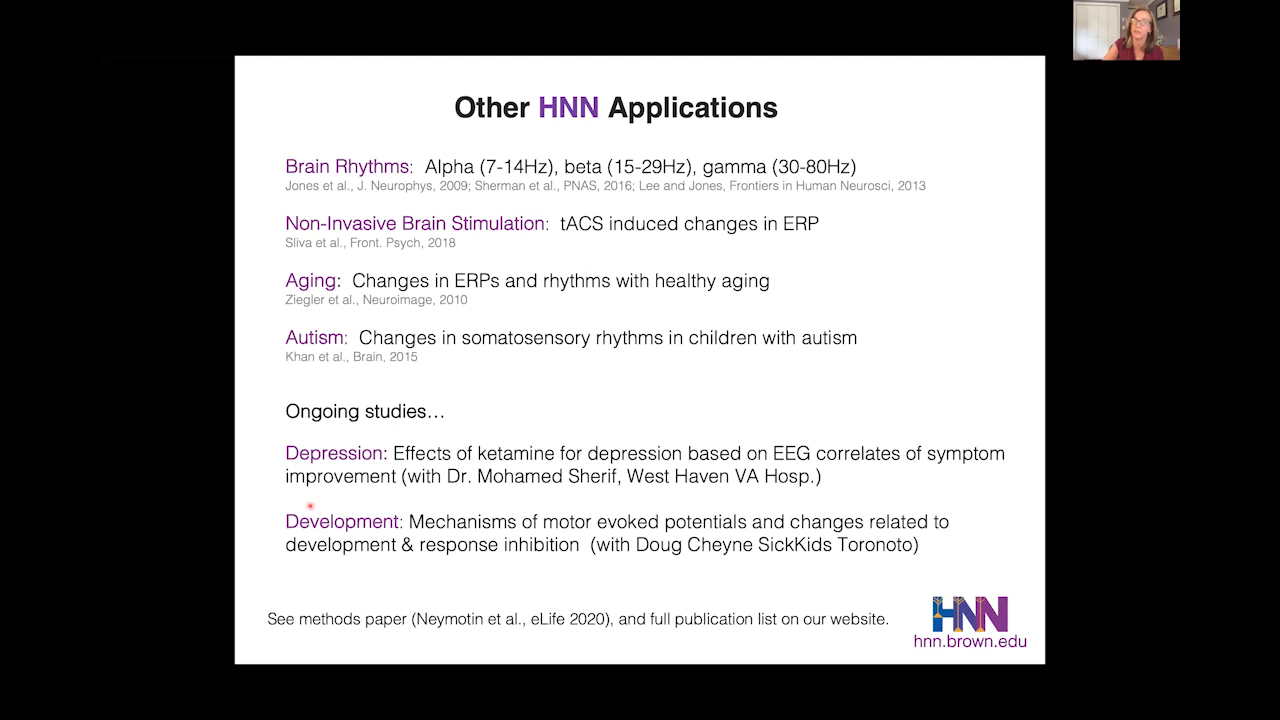 Other HNN Applications
Brain Rhythms: Alpha (7-14Hz), beta (15-29Hz), gamma (30-80Hz)
Jones et al., J. Neurophys, 2009; Sherman et al., PNAS, 2016; Lee and Jones, Frontiers in Human Neurosci, 2013
Non-Invasive Brain Stimulation: tACS induced changes in ERP
Sliva et al., Front. Psych, 2018
Aging: Changes in ERPs and rhythms with healthy aging
Ziegler et al., Neuroimage, 2010
Autism: Changes in somatosensory rhythms in children with autism
Khan et al., Brain, 2015
Ongoing studies…
Depression: Effects of ketamine for depression based on EEG correlates of symptom
improvement (with Dr. Mohamed Sherif, West Haven VA Hosp.)
Development: Mechanisms of motor evoked potentials and changes related to
development & response inhibition (with Doug Cheyne SickKids Toronoto)
See methods paper (Neymotin et al., eLife 2020), and full publication list on our website.
HNN
hnn.brown.edu